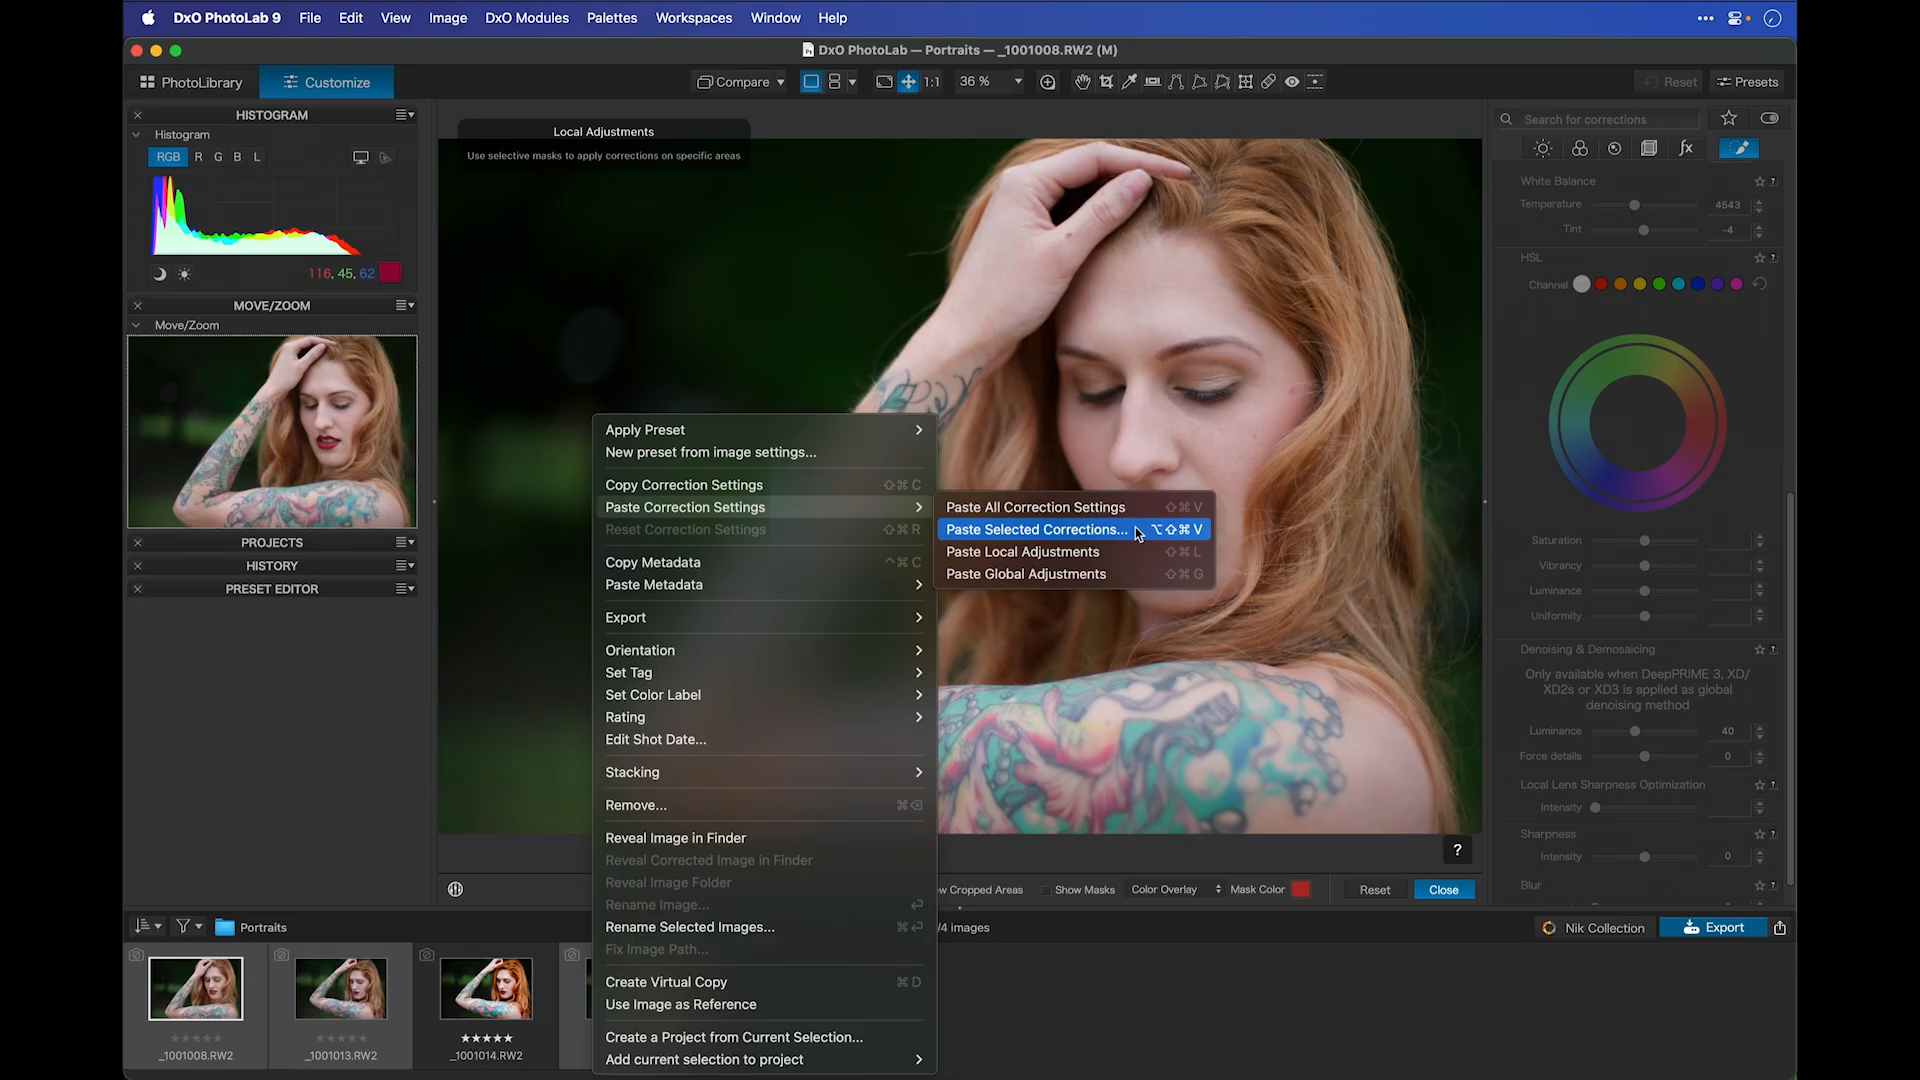 DxO PhotoLab 9 File Edit View Image DxO Modules Palettes Workspaces Window Help
DxO PhotoLab — Portraits — _1001008.RW2 (M)
PhotoLibrary Customize Compare 1:1 36 % Reset Presets
HISTOGRAM
Histogram
RGB R G B L
116, 45, 62
MOVE/ZOOM
Move/Zoom
PROJECTS
HISTORY
PRESET EDITOR
Local Adjustments
Use selective masks to apply corrections on specific areas
Apply Preset
New preset from image settings...
Copy Correction Settings ⇧⌘C
Paste Correction Settings
Reset Correction Settings ⇧⌘R
Copy Metadata ^⌘C
Paste Metadata
Export
Orientation
Set Tag
Set Color Label
Rating
Edit Shot Date...
Stacking
Remove... ⌘⌫
Reveal Image in Finder
Reveal Corrected Image in Finder
Reveal Image Folder
Rename Image... ↩
Rename Selected Images... ⌘↩
Fix Image Path...
Create Virtual Copy ⌘D
Use Image as Reference
Create a Project from Current Selection...
Add current selection to project
Paste All Correction Settings ⇧⌘V
Paste Selected Corrections... ⌥⇧⌘V
Paste Local Adjustments ⇧⌘L
Paste Global Adjustments ⇧⌘G
?
Cropped Areas Show Masks Color Overlay Mask Color Reset Close
Search for corrections
fx
White Balance ?
Temperature 4543
Tint -4
HSL ?
Channel
Saturation
Vibrancy
Luminance
Uniformity
Denoising & Demosaicing ?
Only available when DeepPRIME 3, XD/
XD2s or XD3 is applied as global
denoising method
Luminance 40
Force details 0
Local Lens Sharpness Optimization ?
Intensity
Sharpness ?
Intensity 0
Blur ?
Portraits /4 images Nik Collection Export
_1001008.RW2 _1001013.RW2 _1001014.RW2